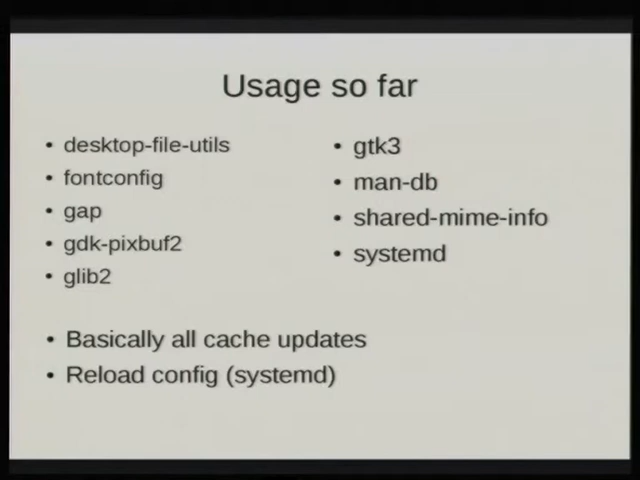 Usage so far
• desktop-file-utils
• fontconfig
• gap
• gdk-pixbuf2
• glib2
• gtk3
• man-db
• shared-mime-info
• systemd
• Basically all cache updates
• Reload config (systemd)